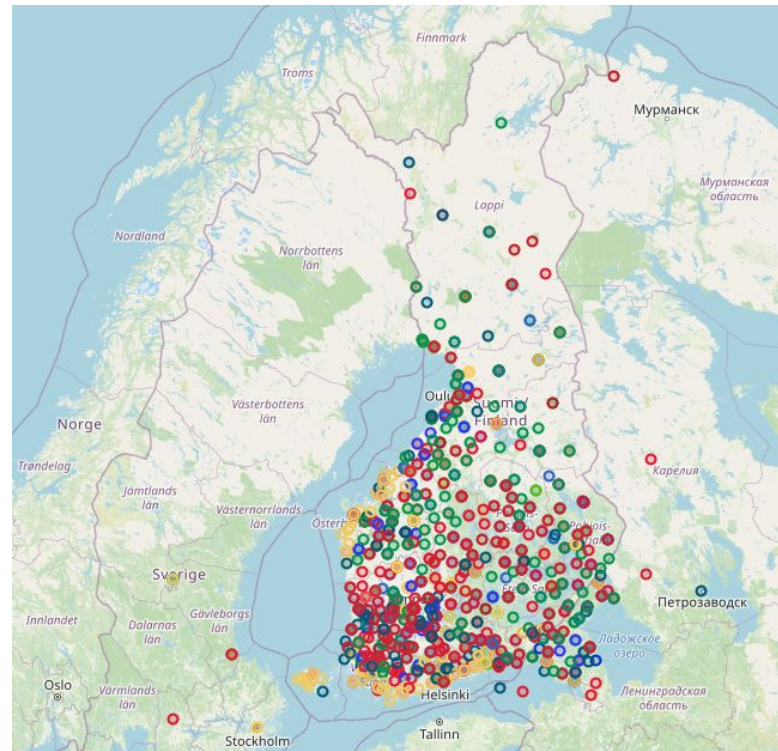 Finnmark
Troms
Мурманск
Lappi
Мурманская
область
Nordland
Norrbottens
län
Västerbottens
län
Oulu
Suomi /
Finland
Norge
Trøndelag
Карелия
Jämtlands
län
Västernorrlands
län
Sverige
Петрозаводск
Gävleborgs
län
Innlandet
Dalarnas
län
Ладожское
озеро
Oslo
Värmlands
län
Helsinki
Ленинградская
область
Stockholm
Tallinn